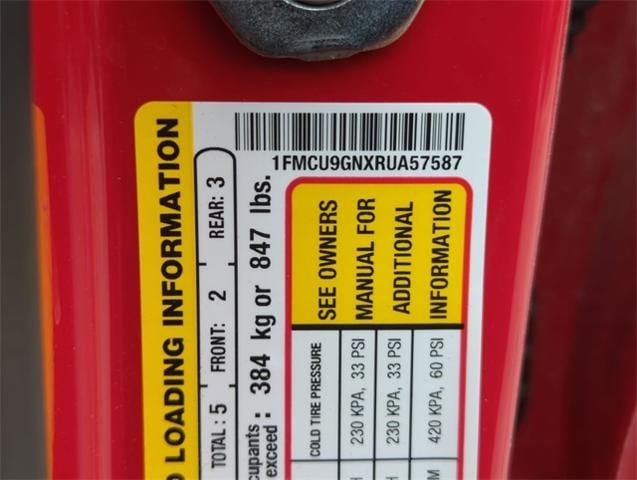 1FMCU9GNXRUA57587
LOADING INFORMATION
TOTAL: 5 FRONT: 2 REAR: 3
exceed: 384 kg or 847 lbs.
COLD TIRE PRESSURE
230 KPA, 33 PSI
230 KPA, 33 PSI
420 KPA, 60 PSI
SEE OWNERS
MANUAL FOR
ADDITIONAL
INFORMATION